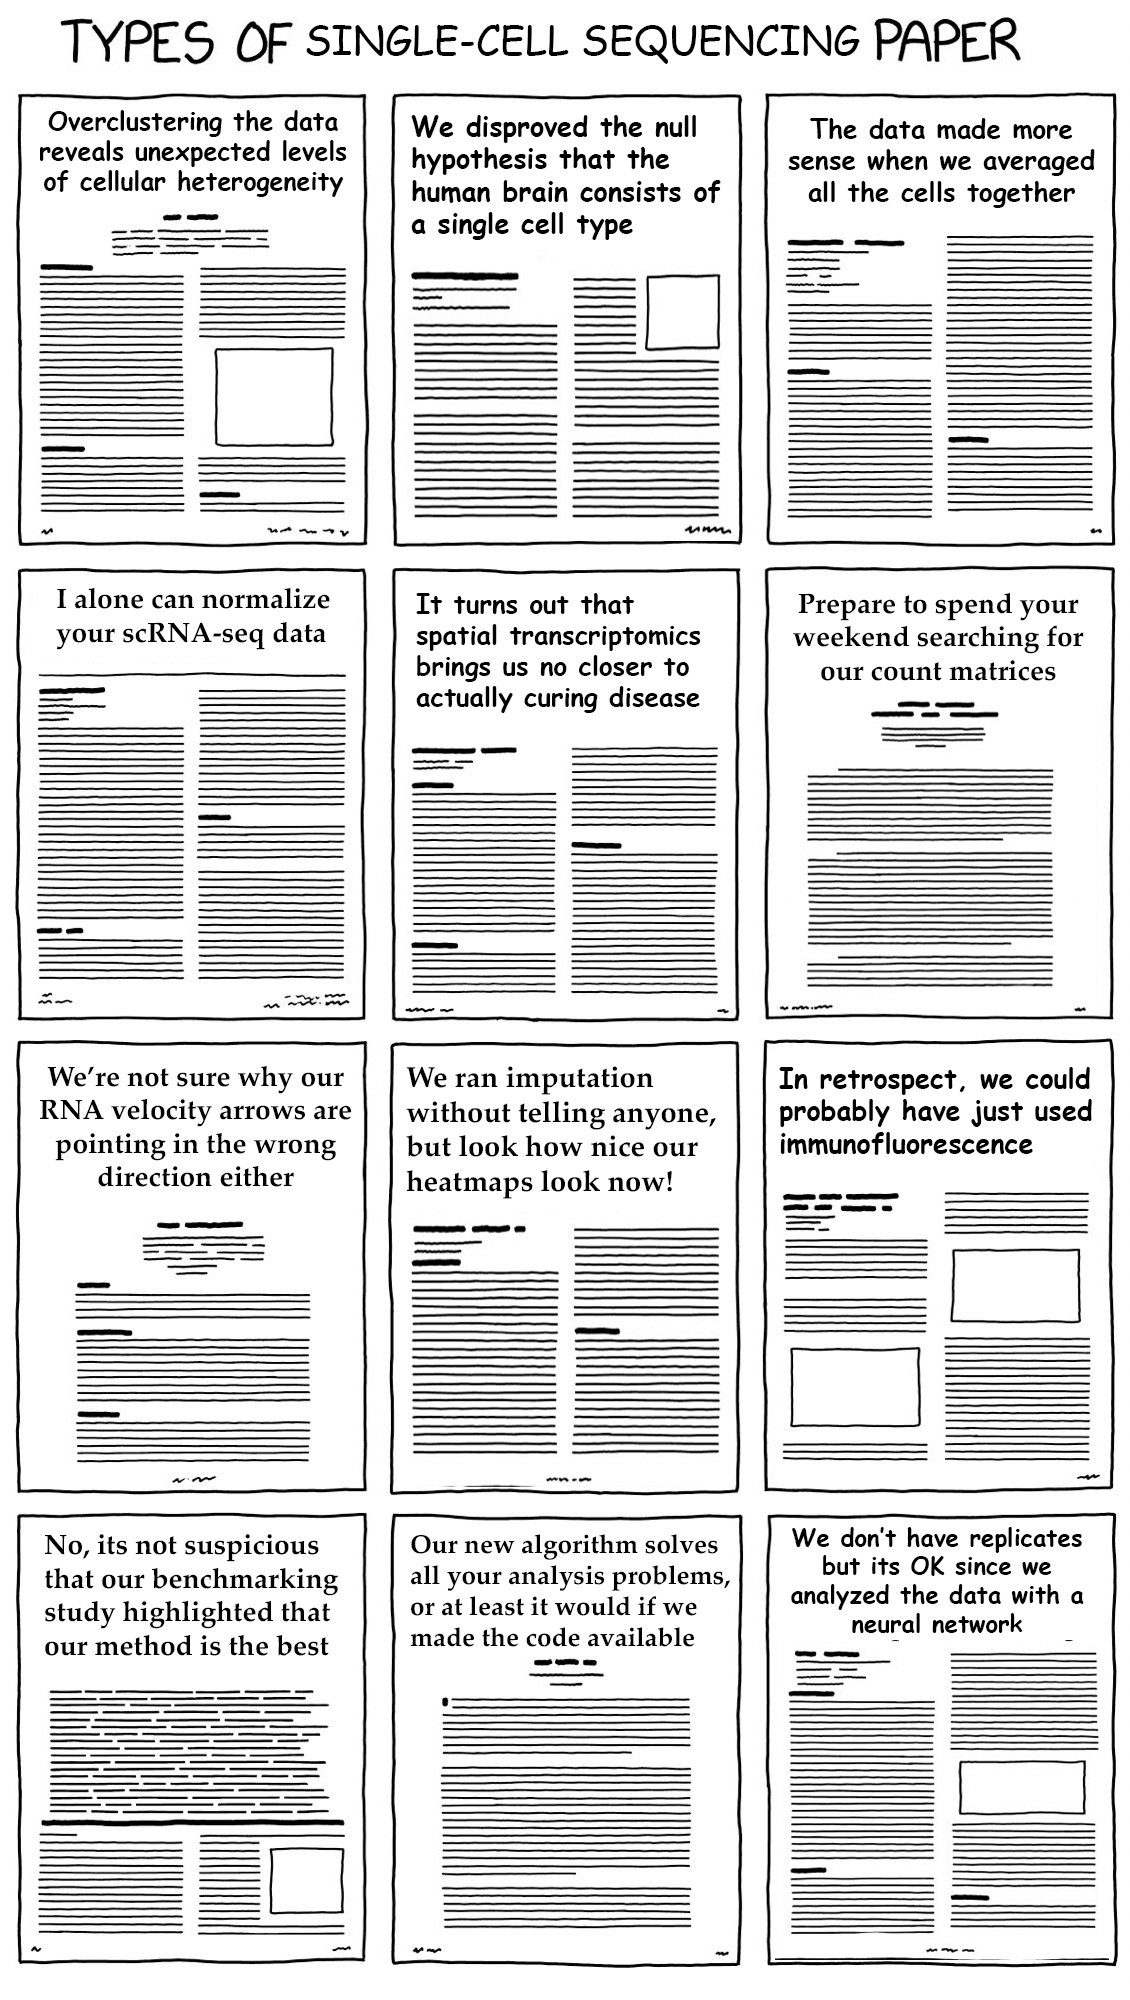 TYPES OF SINGLE-CELL SEQUENCING PAPER
Overclustering the data
reveals unexpected levels
of cellular heterogeneity
We disproved the null
hypothesis that the
human brain consists of
a single cell type
The data made more
sense when we averaged
all the cells together
I alone can normalize
your scRNA-seq data
It turns out that
spatial transcriptomics
brings us no closer to
actually curing disease
Prepare to spend your
weekend searching for
our count matrices
We're not sure why our
RNA velocity arrows are
pointing in the wrong
direction either
We ran imputation
without telling anyone,
but look how nice our
heatmaps look now!
In retrospect, we could
probably have just used
immunofluorescence
No, its not suspicious
that our benchmarking
study highlighted that
our method is the best
Our new algorithm solves
all your analysis problems,
or at least it would if we
made the code available
We don't have replicates
but its OK since we
analyzed the data with a
neural network